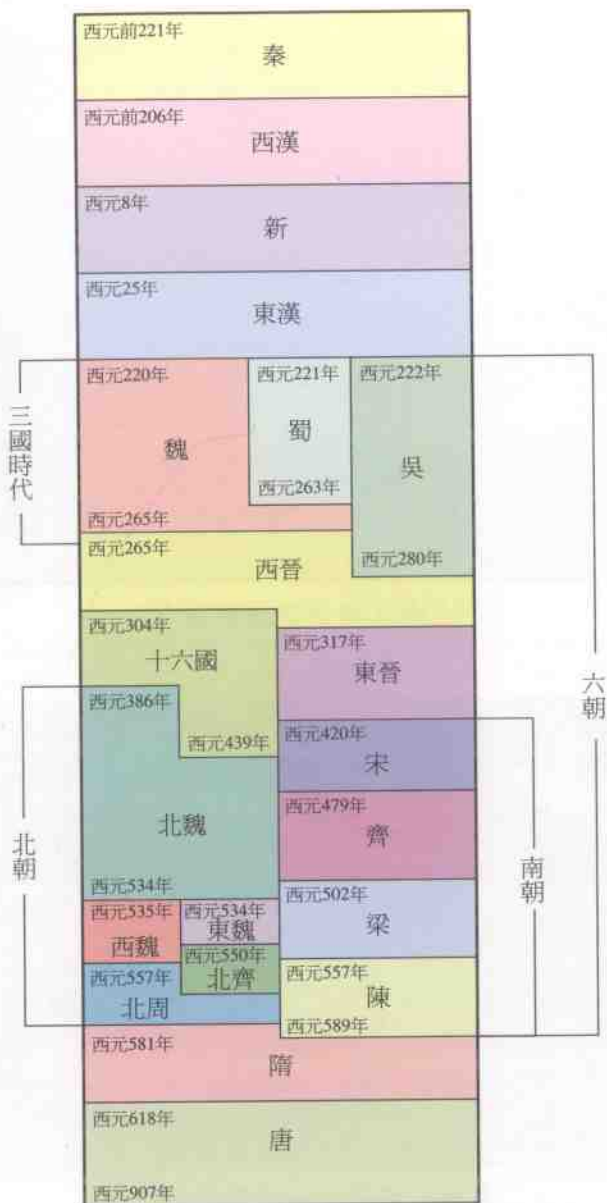 西元前221年
秦
西元前206年
西漢
西元8年
新
西元25年
東漢
三國時代
西元220年
魏
西元265年
西元221年
蜀
西元263年
西元222年
吳
西元280年
六朝
西元265年
西晉
西元304年
十六國
西元439年
西元317年
東晉
北朝
西元386年
北魏
西元534年
西元420年
宋
南朝
西元479年
齊
西元502年
梁
西元535年
西魏
西元534年
東魏
西元550年
北齊
西元557年
北周
西元557年
陳
西元589年
西元581年
隋
西元618年
唐
西元907年